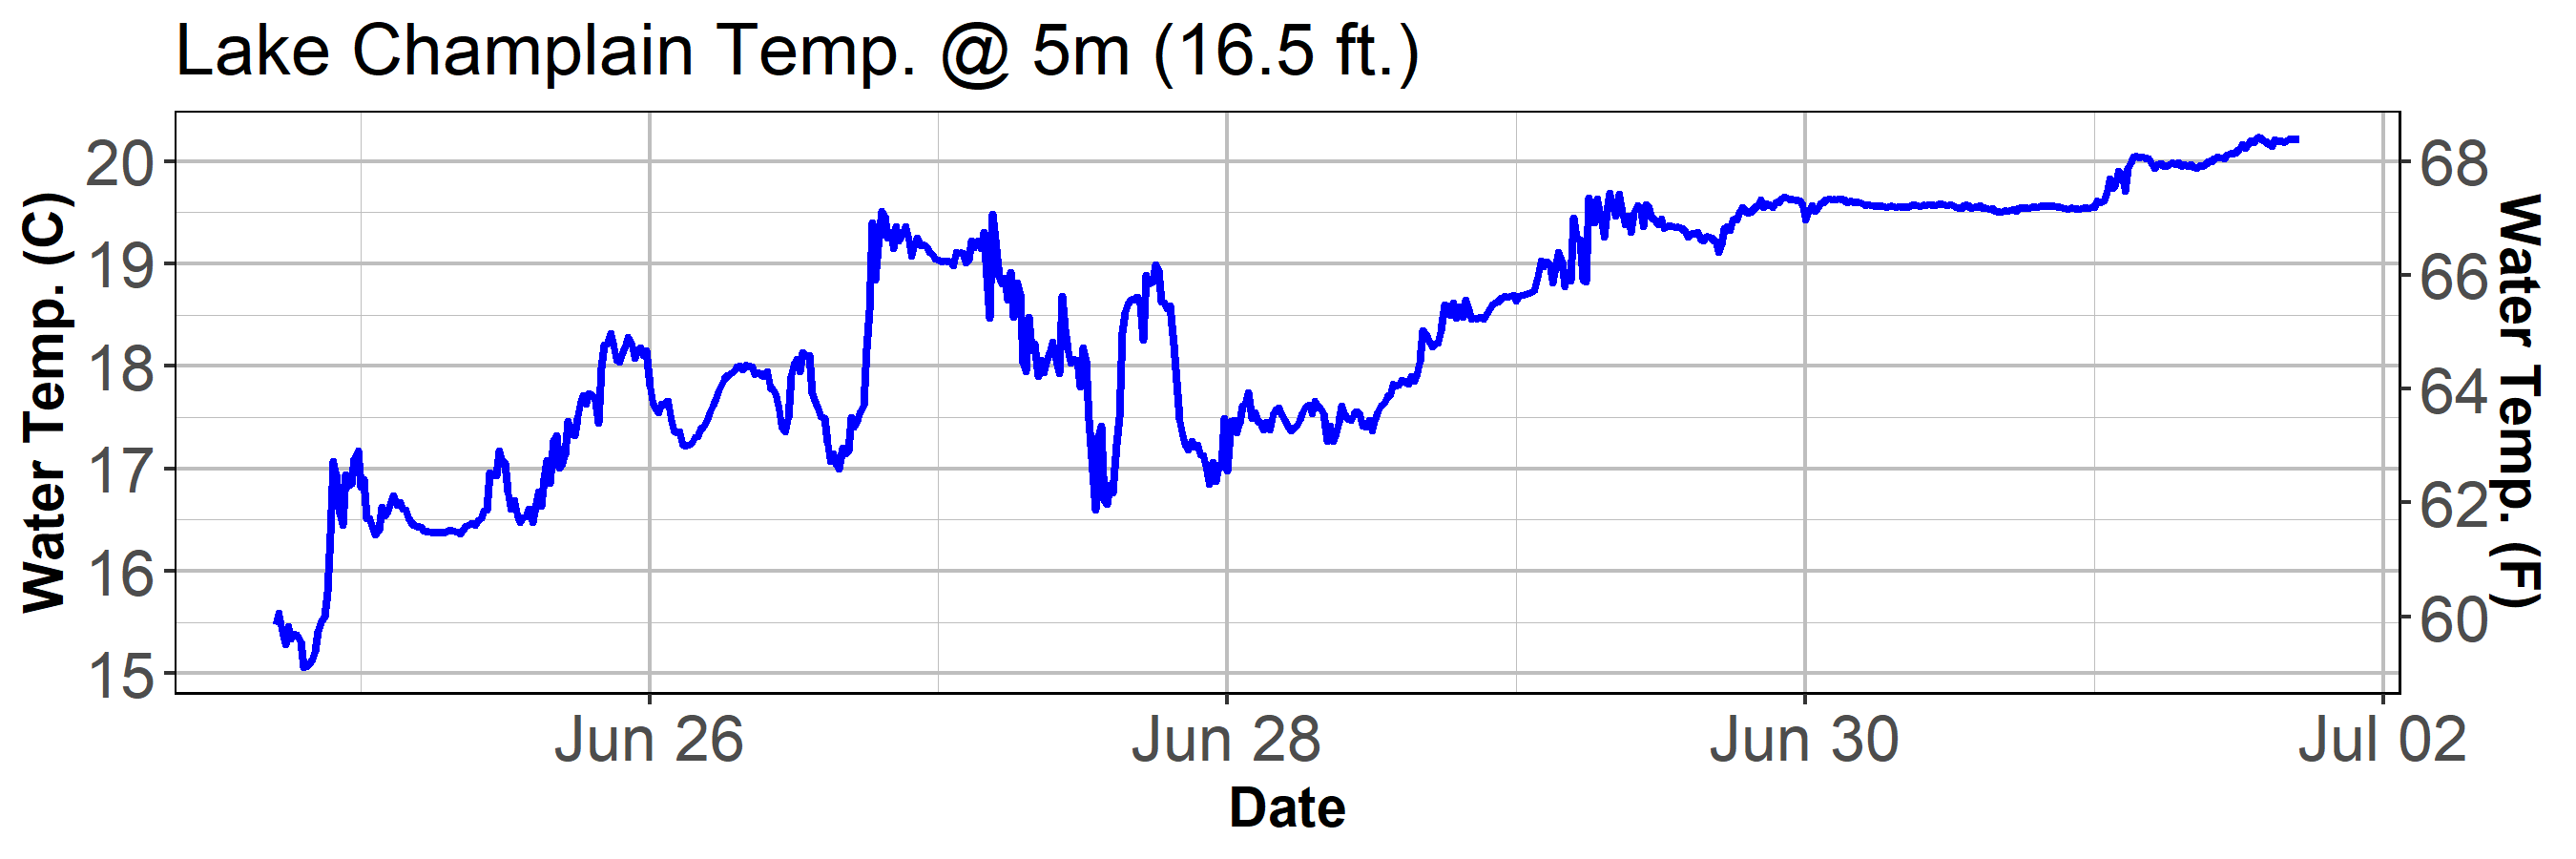 Lake Champlain Temp. @ 5m (16.5 ft.)
Water Temp. (C)
20
19
18
17
16
15
68
66
64
62
60
Water Temp. (F)
Jun 26 Jun 28 Jun 30 Jul 02
Date